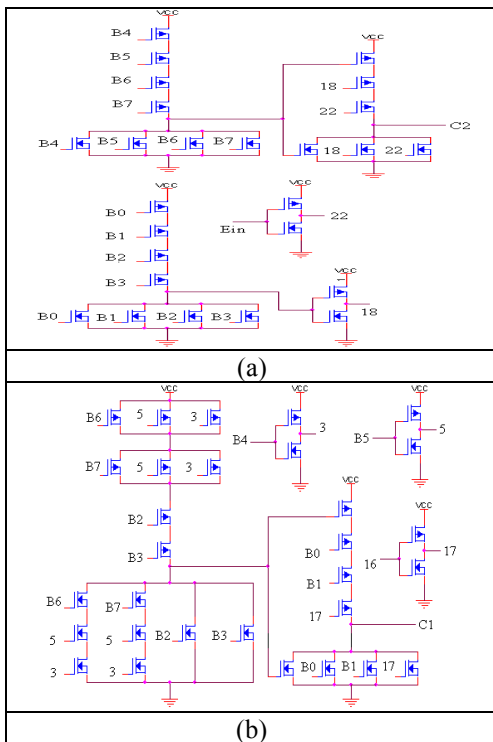 VCC
B4
B5
B6
B7
B4 B5 B6 B7
VCC
18
22
C2
18 22
VCC
B0
B1
B2
B3
B0 B1 B2 B3
VCC
Ein 22
VCC
1
18
(a)
VCC
B6 5 3
B7 5 3
B2
B3
B6 B7 B2 B3
5 5
3 3
VCC
B4 3
VCC
B5 5
VCC
B0
B1
17
C1
B0 B1 17
VCC
16 17
(b)